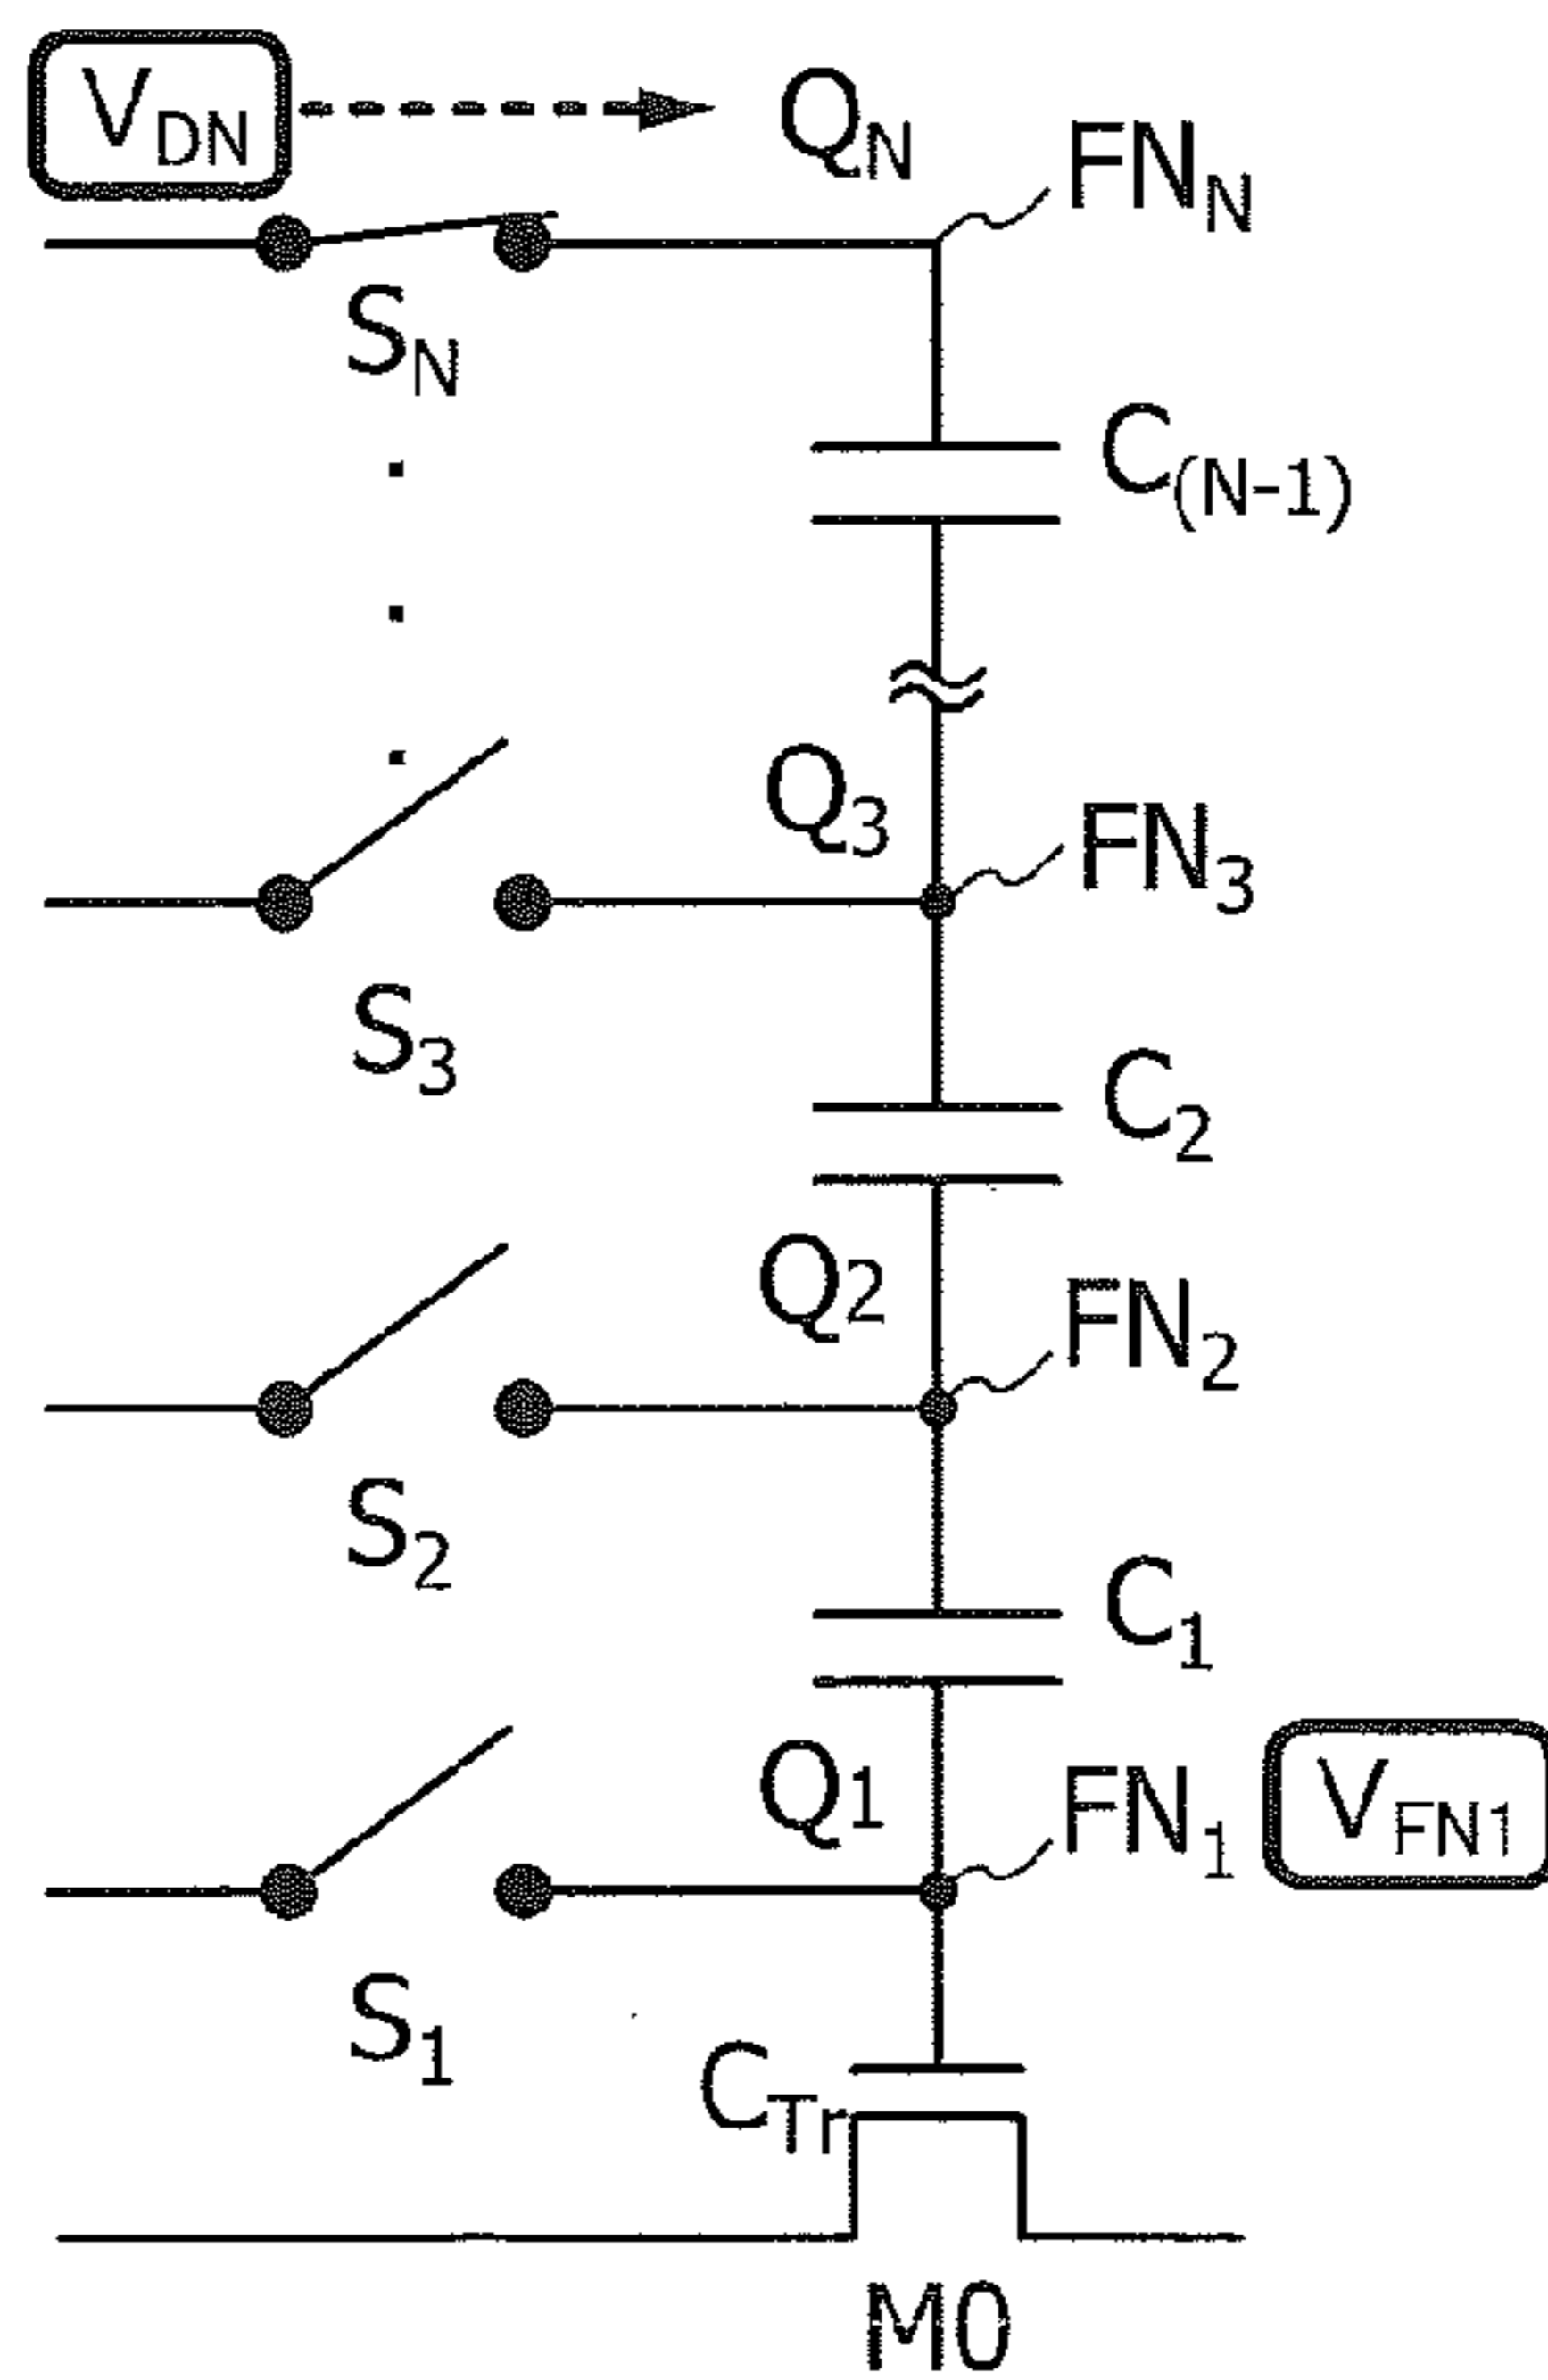 V_DN Q_N FN_N
S_N
C_(N-1)
Q_3 FN_3
S_3
C_2
Q2 FN_2
S_2
C_1
Q1 FN_1 V_FN1
S_1
C_Tr
M0